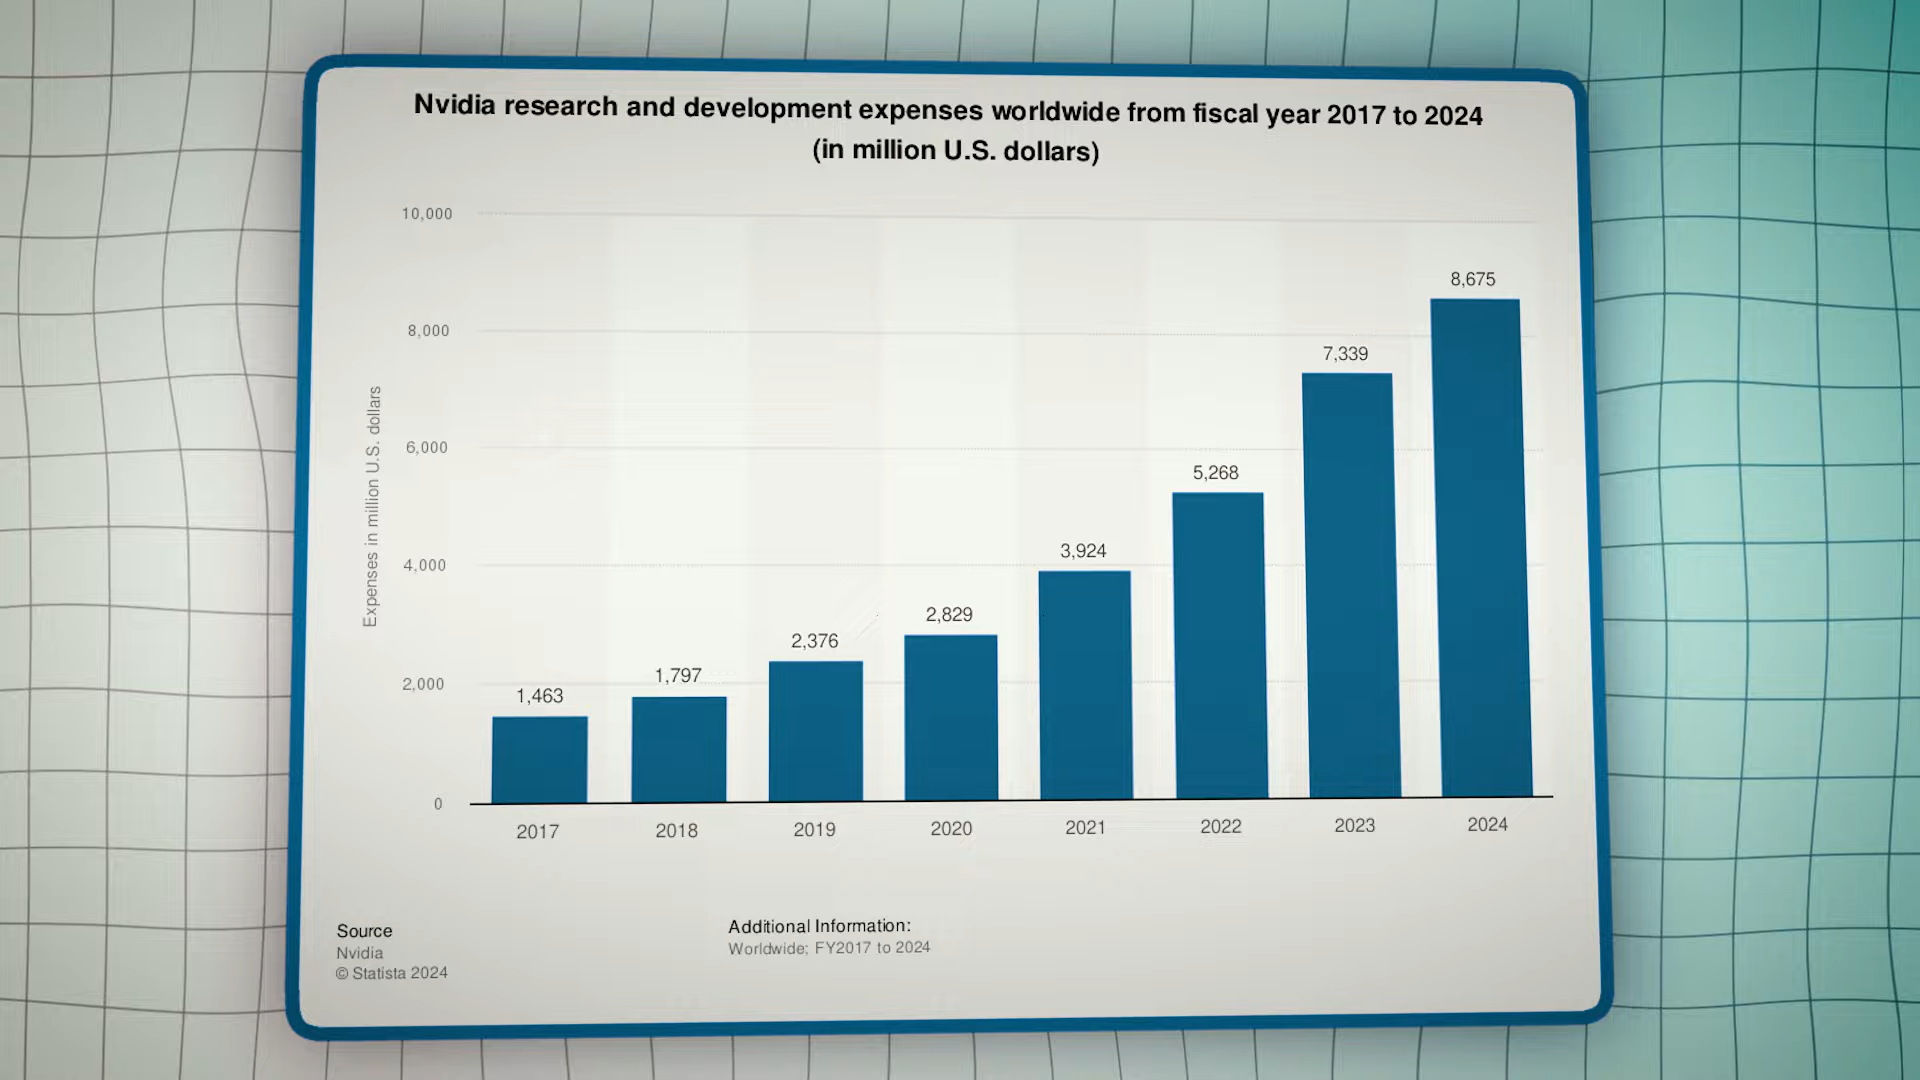 Nvidia research and development expenses worldwide from fiscal year 2017 to 2024
(in million U.S. dollars)
Expenses in million U.S. dollars
10,000
8,000
6,000
4,000
2,000
0
1,463
1,797
2,376
2,829
3,924
5,268
7,339
8,675
2017
2018
2019
2020
2021
2022
2023
2024
Source
Nvidia
© Statista 2024
Additional Information:
Worldwide; FY2017 to 2024